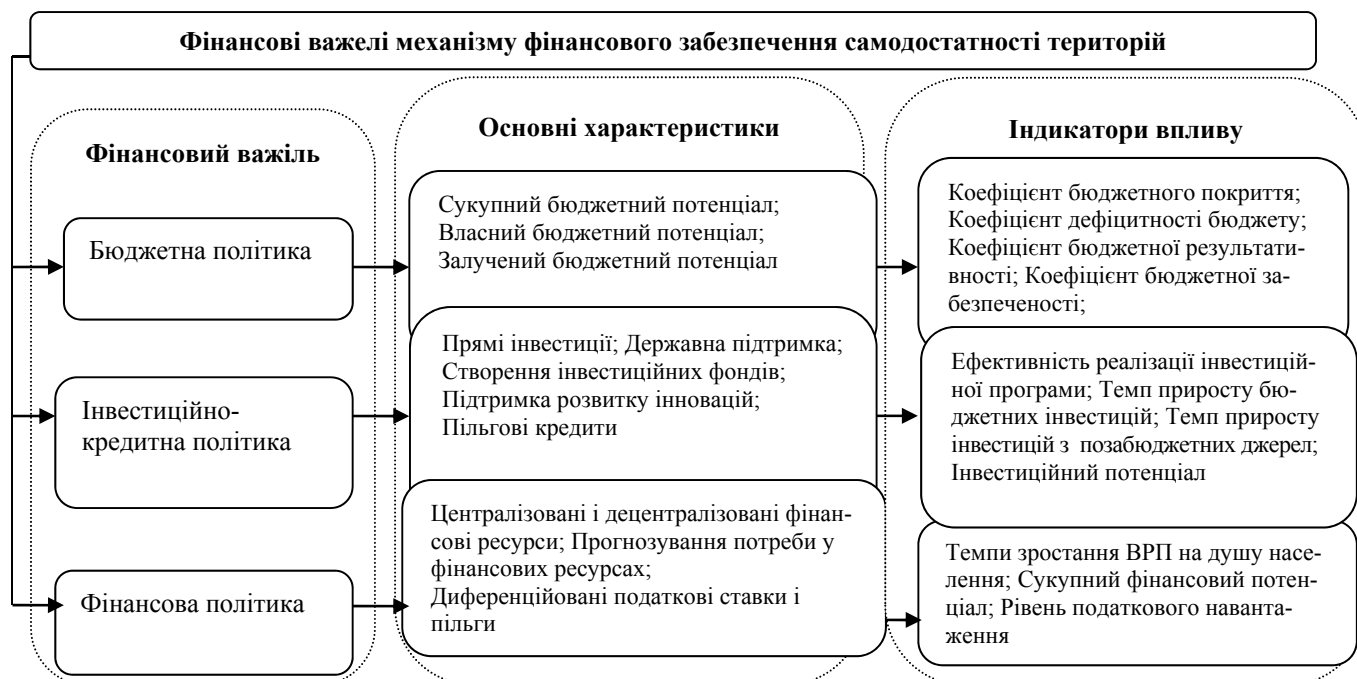 Фінансові важелі механізму фінансового забезпечення самодостатності територій
Фінансовий важіль
Основні характеристики
Індикатори впливу
Бюджетна політика
Сукупний бюджетний потенціал;
Власний бюджетний потенціал;
Залучений бюджетний потенціал
Коефіцієнт бюджетного покриття;
Коефіцієнт дефіцитності бюджету;
Коефіцієнт бюджетної результати-
вності; Коефіцієнт бюджетної за-
безпеченості;
Інвестиційно-
кредитна політика
Прямі інвестиції; Державна підтримка;
Створення інвестиційних фондів;
Підтримка розвитку інновацій;
Пільгові кредити
Ефективність реалізації інвестицій-
ної програми; Темп приросту бю-
джетних інвестицій; Темп приросту
інвестицій з позабюджетних джерел;
Інвестиційний потенціал
Фінансова політика
Централізовані і децентралізовані фінан-
сові ресурси; Прогнозування потреби у
фінансових ресурсах;
Диференційовані податкові ставки і
пільги
Темпи зростання ВРП на душу насе-
лення; Сукупний фінансовий потен-
ціал; Рівень податкового наванта-
ження